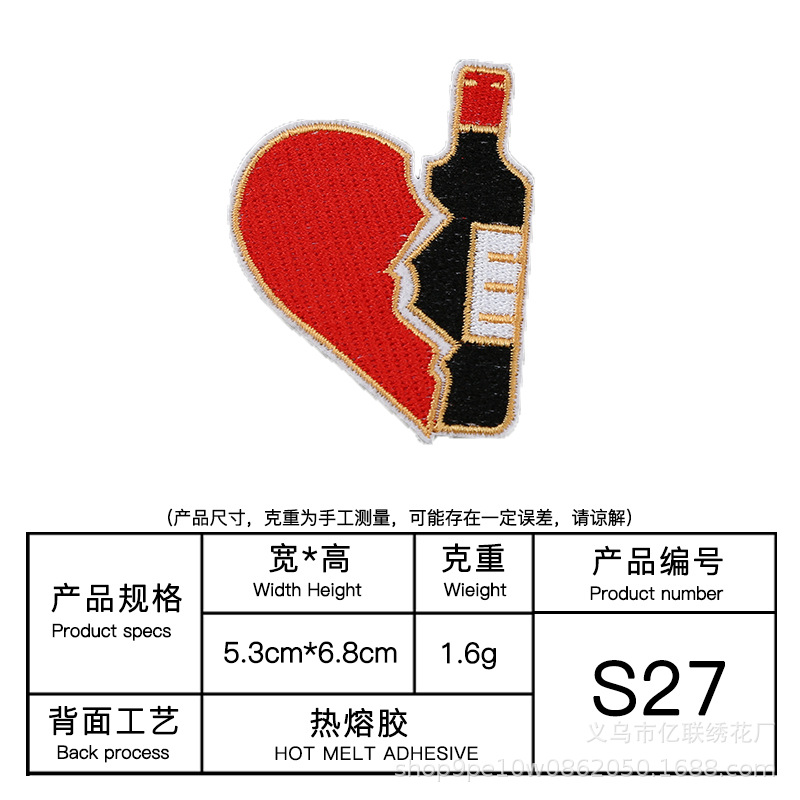 （产品尺寸，克重为手工测量，可能存在一定误差，请谅解）
产品规格
Product specs
宽*高
Width Height
克重
Wieight
产品编号
Product number
5.3cm*6.8cm
1.6g
S27
背面工艺
Back process
热熔胶
HOT MELT ADHESIVE
义乌市亿联绣花厂
shop9pe10w0862050.1688.com